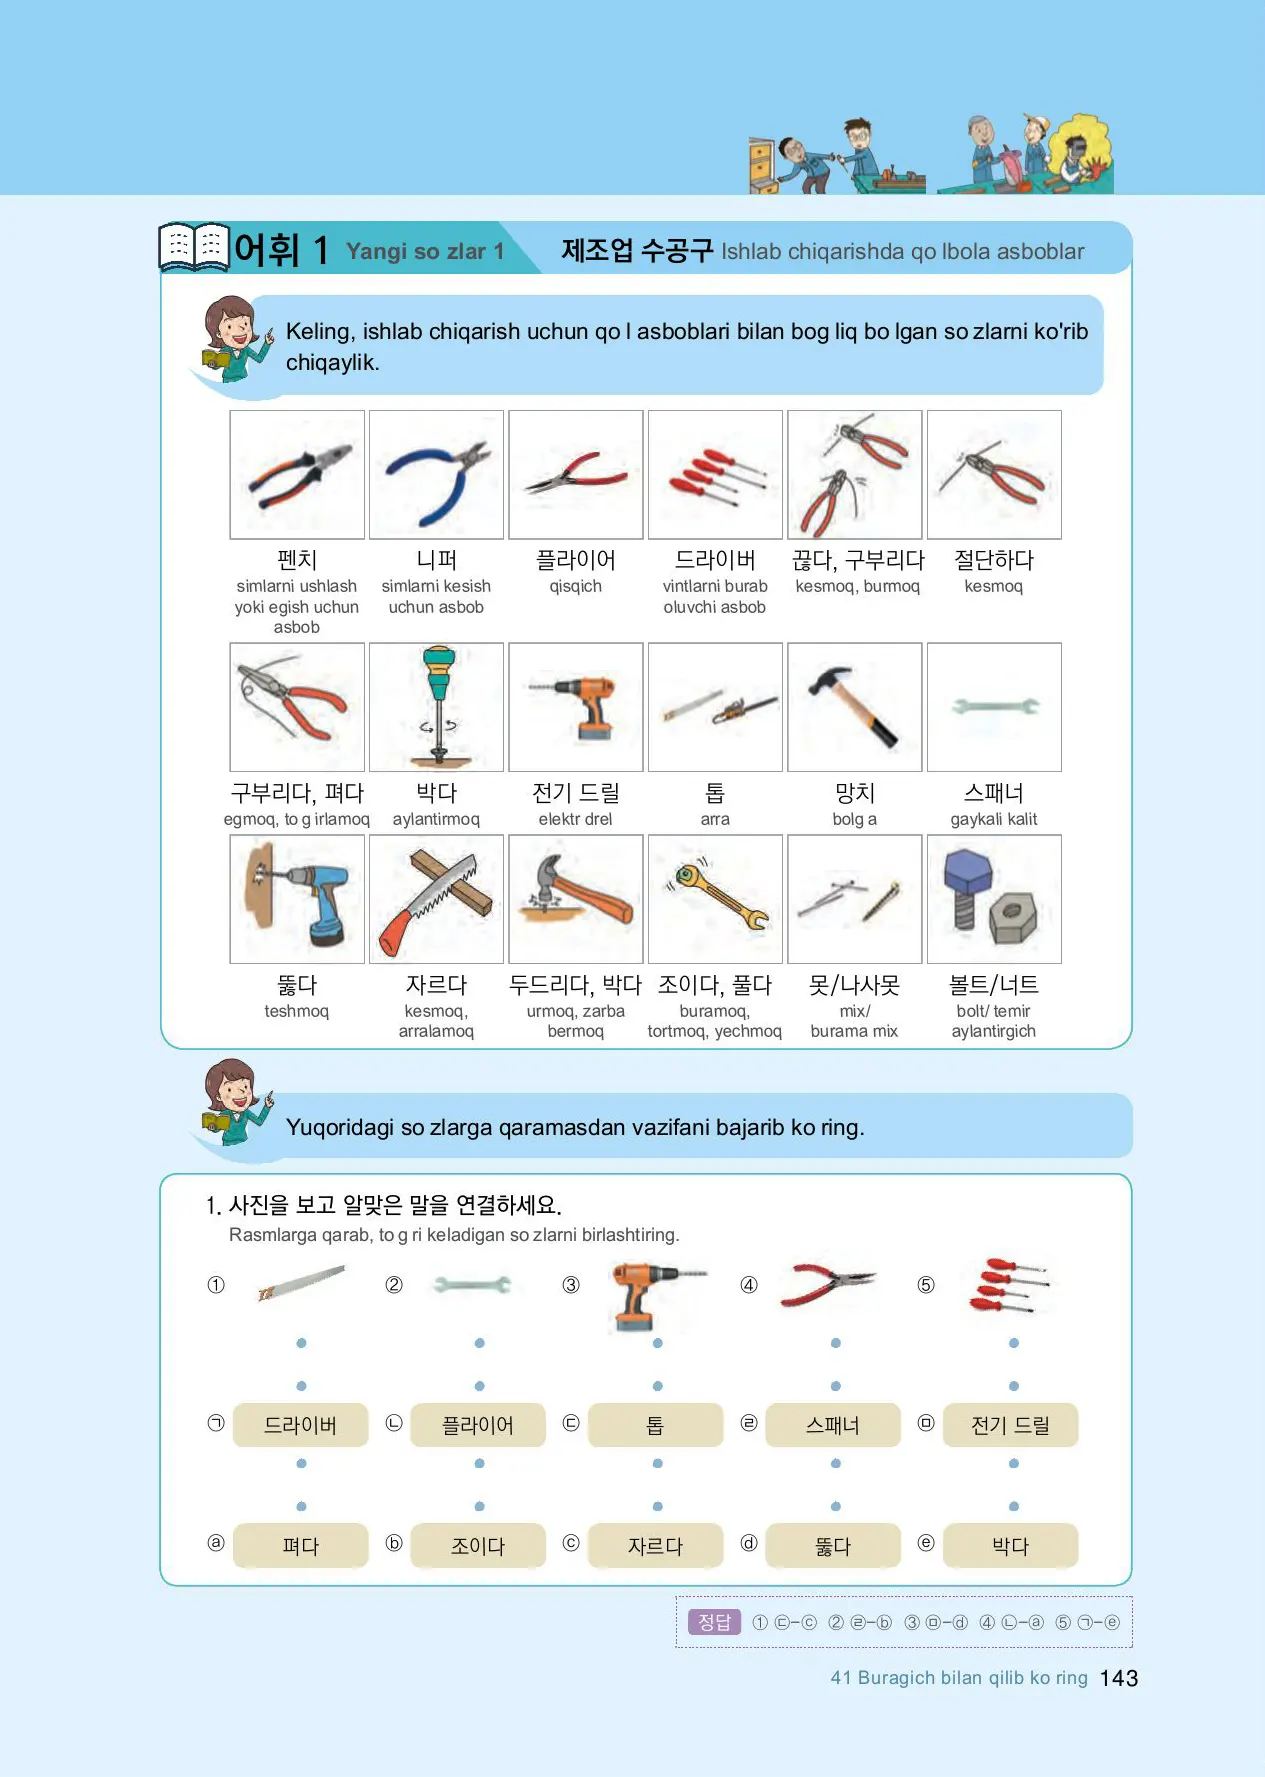 어휘 1 Yangi so zlar 1 제조업 수공구 Ishlab chiqarishda qo lbola asboblar
Keling, ishlab chiqarish uchun qo l asboblari bilan bog liq bo lgan so zlarni ko'rib
chiqaylik.
펜치 니퍼 플라이어 드라이버 끊다, 구부리다 절단하다
simlarni ushlash simlarni kesish qisqich vintlarni burab kesmoq, burmoq kesmoq
yoki egish uchun uchun asbob oluvchi asbob
asbob
구부리다, 펴다 박다 전기 드릴 톱 망치 스패너
egmoq, to g irlamoq aylantirmoq elektr drel arra bolg a gaykali kalit
뚫다 자르다 두드리다, 박다 조이다, 풀다 못/나사못 볼트/너트
teshmoq kesmoq, urmoq, zarba buramoq, mix/ bolt/ temir
arralamoq bermoq tortmoq, yechmoq burama mix aylantirgich
Yuqoridagi so zlarga qaramasdan vazifani bajarib ko ring.
1. 사진을 보고 알맞은 말을 연결하세요.
Rasmlarga qarab, to g ri keladigan so zlarni birlashtiring.
① ② ③ ④ ⑤
㉠ 드라이버 ㉡ 플라이어 ㉢ 톱 ㉣ 스패너 ㉤ 전기 드릴
ⓐ 펴다 ⓑ 조이다 ⓒ 자르다 ⓓ 뚫다 ⓔ 박다
정답 ① ㉢-ⓒ ② ㉣-ⓑ ③ ㉤-ⓓ ④ ㉡-ⓐ ⑤ ㉠-ⓔ
41 Buragich bilan qilib ko ring 143